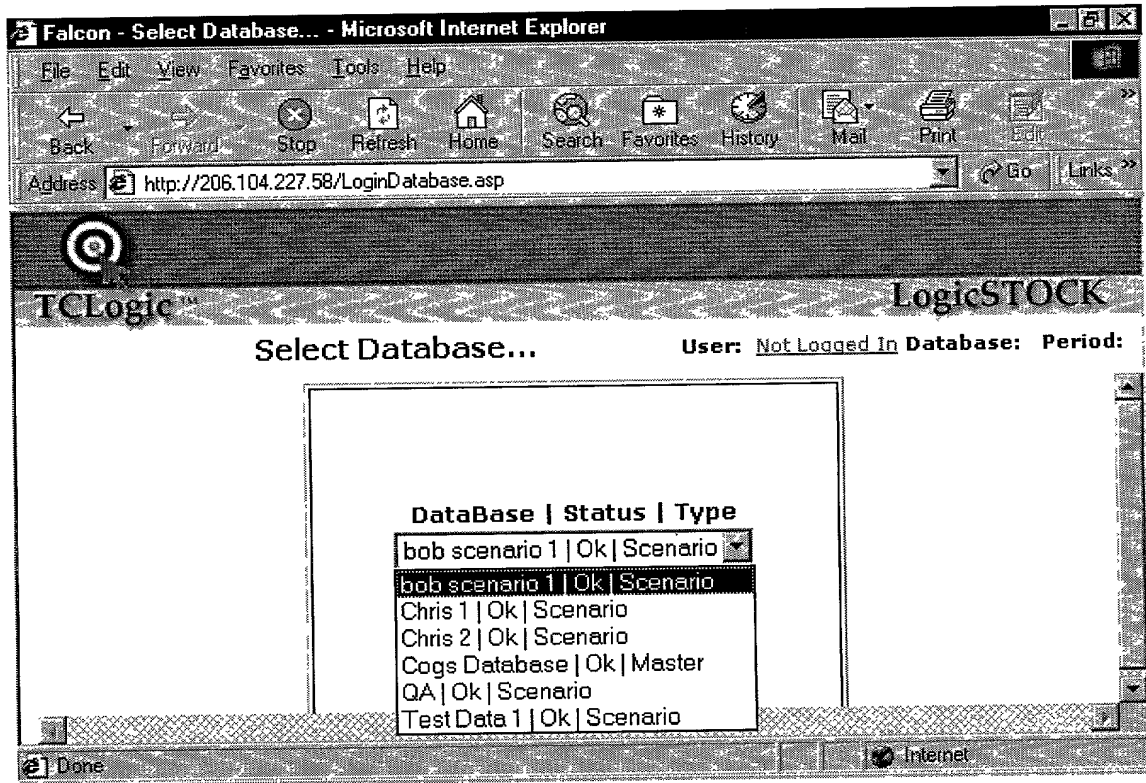 Falcon - Select Database... - Microsoft Internet Explorer
File Edit View Favorites Tools Help
Back Forward Stop Refresh Home Search Favorites History Mail Print Edit »
Address http://206.104.227.58/LoginDatabase.asp Go Links »
TCLogic™ LogicSTOCK
Select Database... User: Not Logged In Database: Period:
DataBase | Status | Type
bob scenario 1 | Ok | Scenario
bob scenario 1 | Ok | Scenario
Chris 1 | Ok | Scenario
Chris 2 | Ok | Scenario
Cogs Database | Ok | Master
QA | Ok | Scenario
Test Data 1 | Ok | Scenario
Done Internet